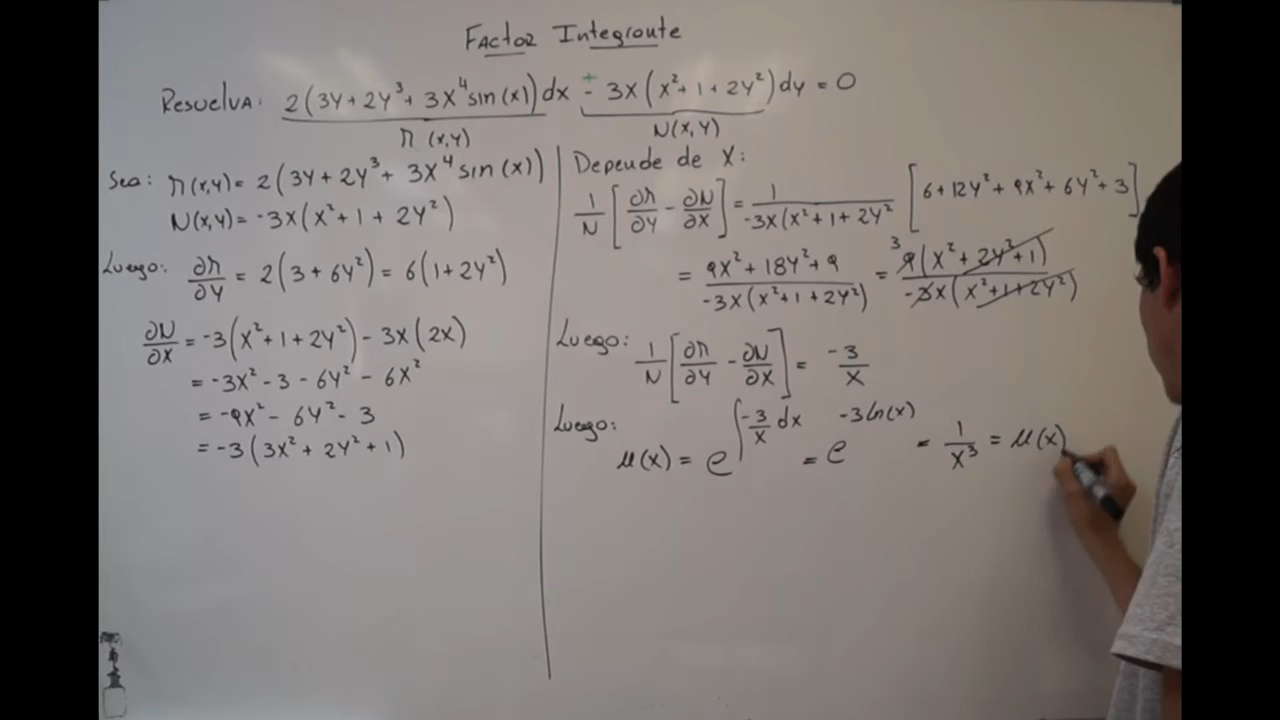 Factor Integrante
Resuelva: 2(3y+2y³+3x⁴sin(x))dx ∓ 3x(x²+1+2y²)dy = 0
M(x,y) N(x,y)
Sea: M(x,y) = 2(3y+2y³+3x⁴sin(x))
N(x,y) = -3x(x²+1+2y²)
Luego: ∂M/∂y = 2(3+6y²) = 6(1+2y²)
∂N/∂x = -3(x²+1+2y²) - 3x(2x)
= -3x² - 3 - 6y² - 6x²
= -9x² - 6y² - 3
= -3(3x²+2y²+1)
Depende de x:
1/N [∂M/∂y - ∂N/∂x] = 1/(-3x(x²+1+2y²) [6+12y²+9x²+6y²+3]
= (9x²+18y²+9)/(-3x(x²+1+2y²)) = 3 9(x²+2y²+1)/(-3x(x²+1+2y²))
Luego: 1/N [∂M/∂y - ∂N/∂x] = -3/x
Luego: μ(x) = e^(∫-3/x dx) = e^(-3ln(x)) = 1/x³ = μ(x)